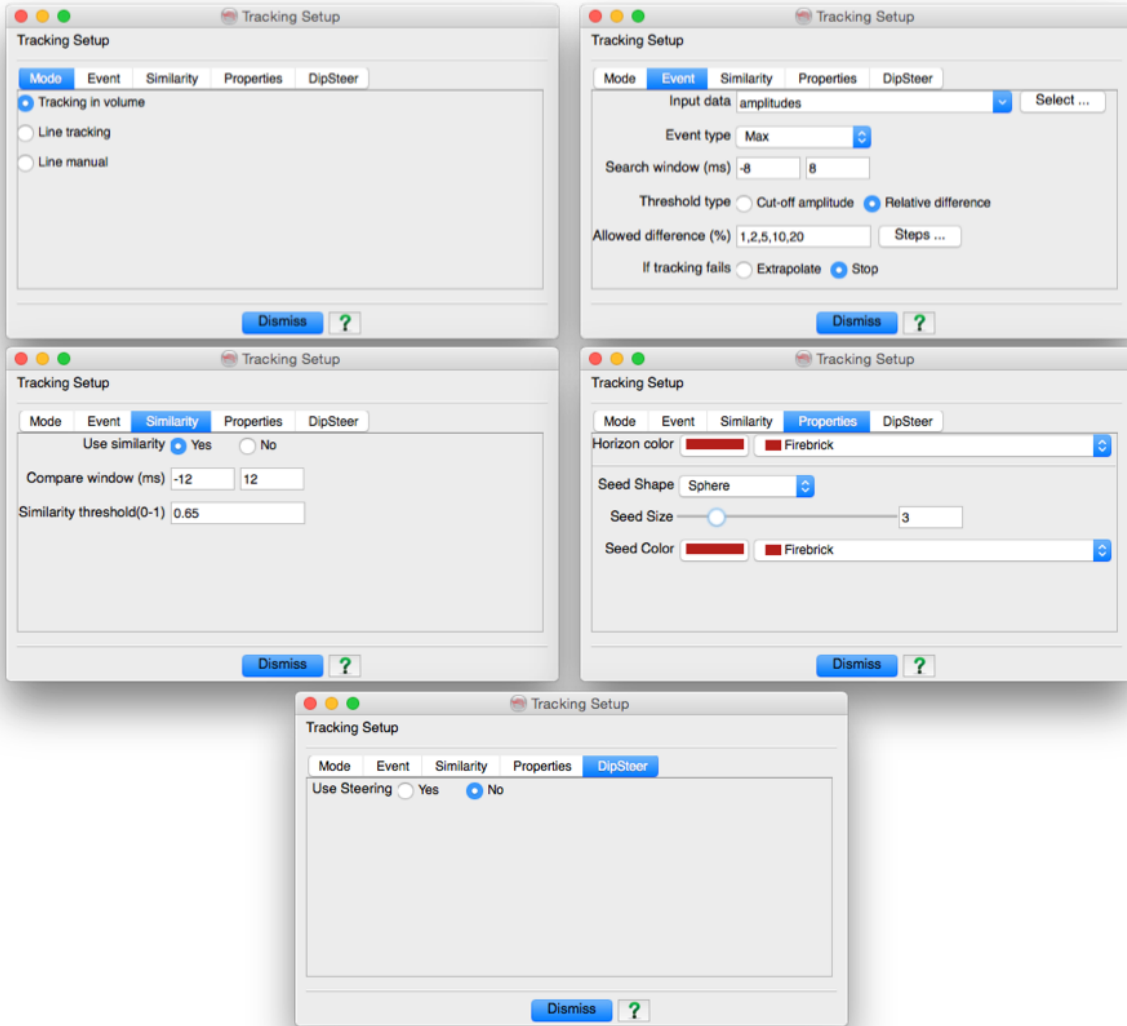 Tracking Setup
Tracking Setup
Mode Event Similarity Properties DipSteer
Tracking in volume
Line tracking
Line manual
Dismiss ?
Tracking Setup
Tracking Setup
Mode Event Similarity Properties DipSteer
Input data amplitudes Select ...
Event type Max
Search window (ms) -8 8
Threshold type Cut-off amplitude Relative difference
Allowed difference (%) 1,2,5,10,20 Steps ...
If tracking fails Extrapolate Stop
Dismiss ?
Tracking Setup
Tracking Setup
Mode Event Similarity Properties DipSteer
Use similarity Yes No
Compare window (ms) -12 12
Similarity threshold(0-1) 0.65
Dismiss ?
Tracking Setup
Tracking Setup
Mode Event Similarity Properties DipSteer
Horizon color Firebrick
Seed Shape Sphere
Seed Size 3
Seed Color Firebrick
Dismiss ?
Tracking Setup
Tracking Setup
Mode Event Similarity Properties DipSteer
Use Steering Yes No
Dismiss ?